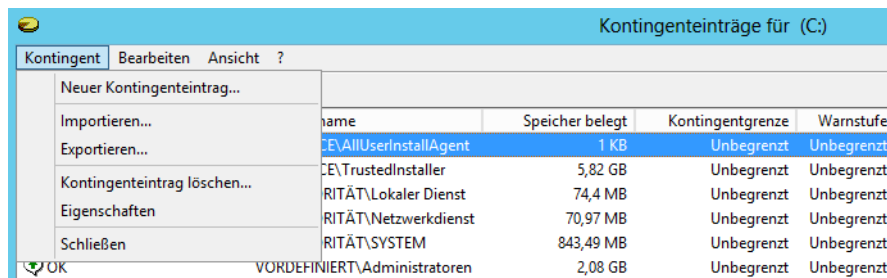 Kontingenteinträge für (C:)
Kontingent Bearbeiten Ansicht ?
Neuer Kontingenteintrag...
Importieren... name Speicher belegt Kontingentgrenze Warnstufe
Exportieren... CE\AllUserInstallAgent 1 KB Unbegrenzt Unbegrenzt
CE\TrustedInstaller 5,82 GB Unbegrenzt Unbegrenzt
Kontingenteintrag löschen... RITÄT\Lokaler Dienst 74,4 MB Unbegrenzt Unbegrenzt
Eigenschaften RITÄT\Netzwerkdienst 70,97 MB Unbegrenzt Unbegrenzt
Schließen RITÄT\SYSTEM 843,49 MB Unbegrenzt Unbegrenzt
OK VORDEFINIERT\Administratoren 2,08 GB Unbegrenzt Unbegrenzt